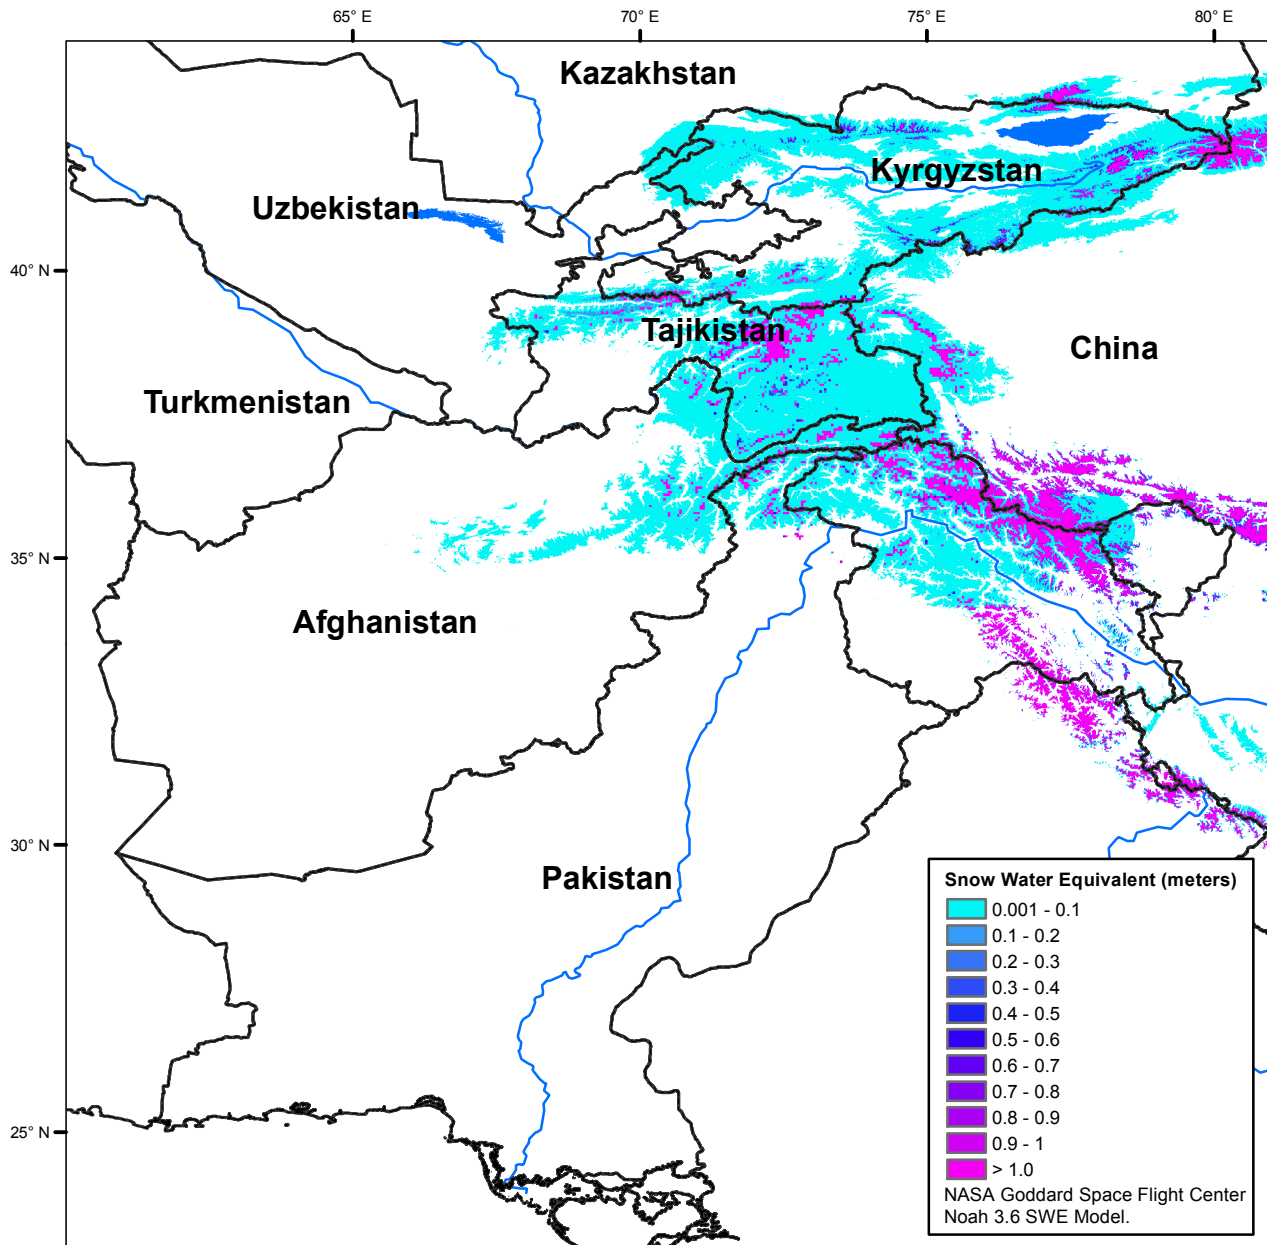 65° E
70° E
75° E
80° E
Kazakhstan
Kyrgyzstan
Uzbekistan
40° N
Tajikistan
China
Turkmenistan
35° N
Afghanistan
30° N
Pakistan
25° N
Snow Water Equivalent (meters)
0.001 - 0.1
0.1 - 0.2
0.2 - 0.3
0.3 - 0.4
0.4 - 0.5
0.5 - 0.6
0.6 - 0.7
0.7 - 0.8
0.8 - 0.9
0.9 - 1
> 1.0
NASA Goddard Space Flight Center
Noah 3.6 SWE Model.